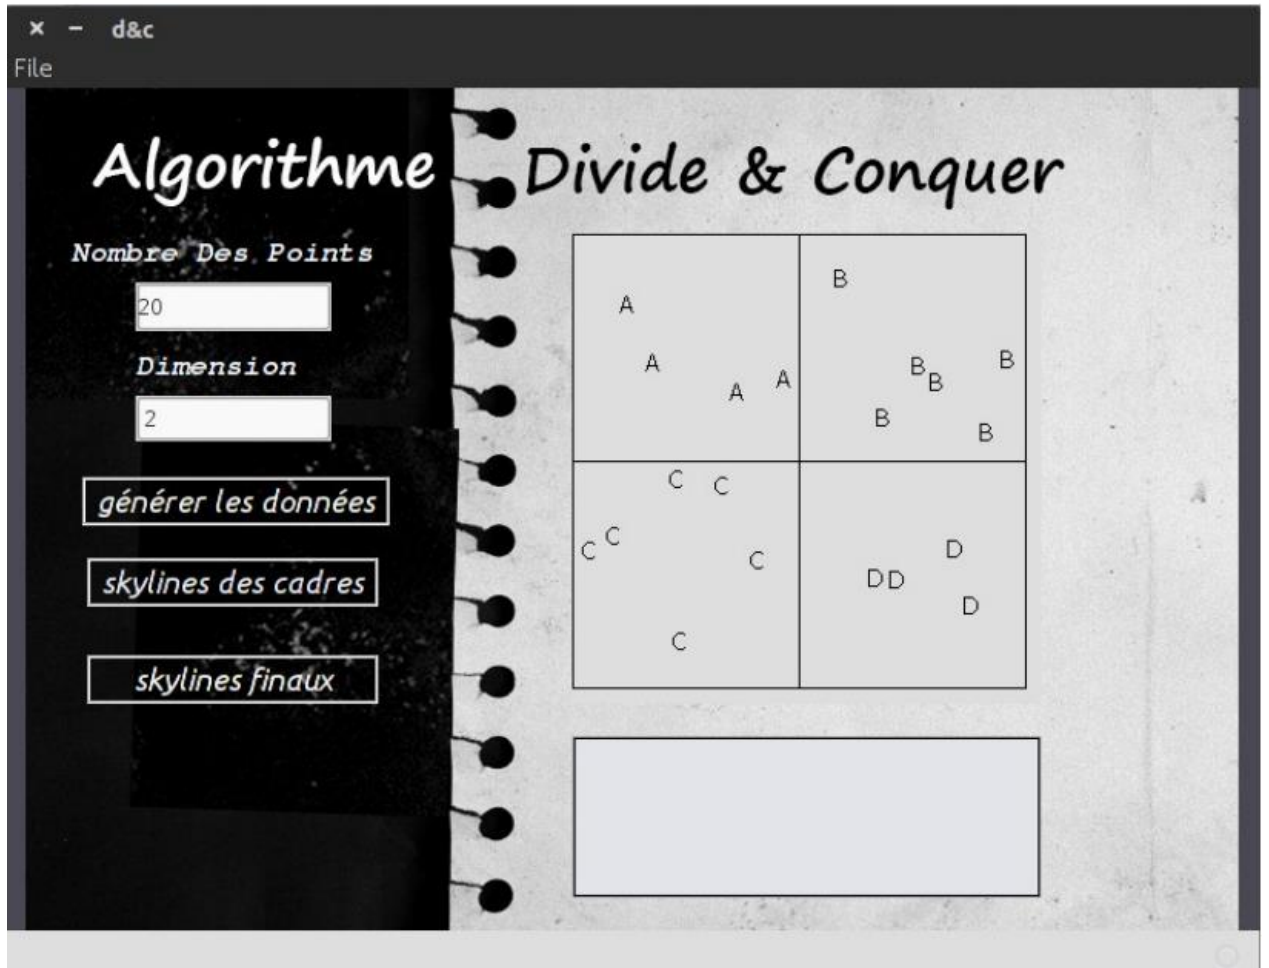 × − d&c
File
Algorithme Divide & Conquer
Nombre Des Points
20
Dimension
2
générer les données
skylines des cadres
skylines finaux
B
A
B
A B B
A A
B
B
C C
C C D
C D D
D
C